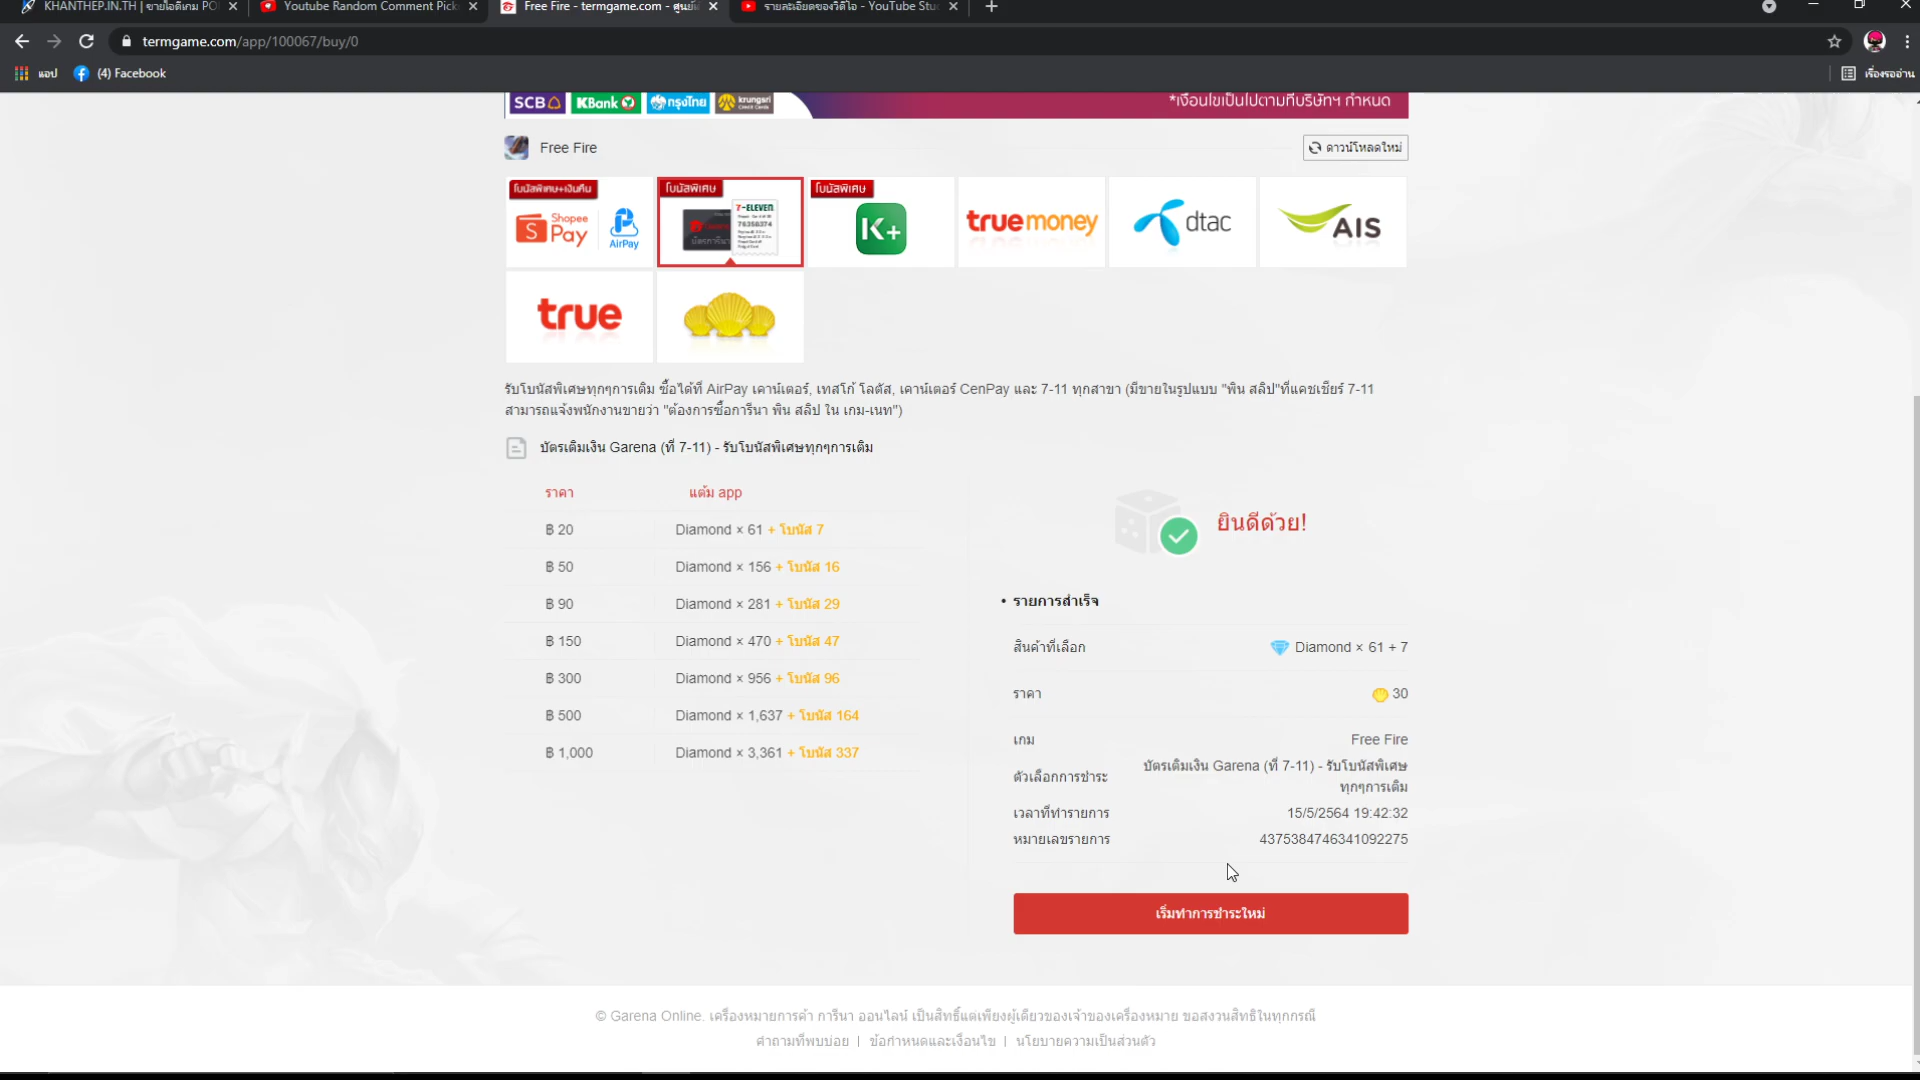 KHANTHEP.IN.TH | ขายไอดีเกม PO
Youtube Random Comment Pick
Free Fire - termgame.com - ศูนย์
รายละเอียดของวิดีโอ - YouTube Stu
termgame.com/app/100067/buy/0
แอป
(4) Facebook
เรื่องรออ่าน
SCB KBank กรุงไทย krungsri
*เงื่อนไขเป็นไปตามที่บริษัทฯ กำหนด
Free Fire
ดาวน์โหลดใหม่
โบนัสพิเศษ+เงินคืน
โบนัสพิเศษ
โบนัสพิเศษ
Shopee Pay AirPay
7-ELEVEN
K+
truemoney
dtac
AIS
true
รับโบนัสพิเศษทุกๆการเติม ซื้อได้ที่ AirPay เคาน์เตอร์, เทสโก้ โลตัส, เคาน์เตอร์ CenPay และ 7-11 ทุกสาขา (มีขายในรูปแบบ "พิน สลิป"ที่แคชเชียร์ 7-11
สามารถแจ้งพนักงานขายว่า "ต้องการซื้อการีนา พิน สลิป ใน เกม-เนท")
บัตรเติมเงิน Garena (ที่ 7-11) - รับโบนัสพิเศษทุกๆการเติม
ราคา แต้ม app
฿ 20 Diamond × 61 + โบนัส 7
฿ 50 Diamond × 156 + โบนัส 16
฿ 90 Diamond × 281 + โบนัส 29
฿ 150 Diamond × 470 + โบนัส 47
฿ 300 Diamond × 956 + โบนัส 96
฿ 500 Diamond × 1,637 + โบนัส 164
฿ 1,000 Diamond × 3,361 + โบนัส 337
ยินดีด้วย!
• รายการสำเร็จ
สินค้าที่เลือก Diamond × 61 + 7
ราคา 30
เกม Free Fire
ตัวเลือกการชำระ บัตรเติมเงิน Garena (ที่ 7-11) - รับโบนัสพิเศษ
ทุกๆการเติม
เวลาที่ทำรายการ 15/5/2564 19:42:32
หมายเลขรายการ 4375384746341092275
เริ่มทำการชำระใหม่
© Garena Online. เครื่องหมายการค้า การีนา ออนไลน์ เป็นสิทธิ์แต่เพียงผู้เดียวของเจ้าของเครื่องหมาย ขอสงวนสิทธิในทุกกรณี
คำถามที่พบบ่อย | ข้อกำหนดและเงื่อนไข | นโยบายความเป็นส่วนตัว